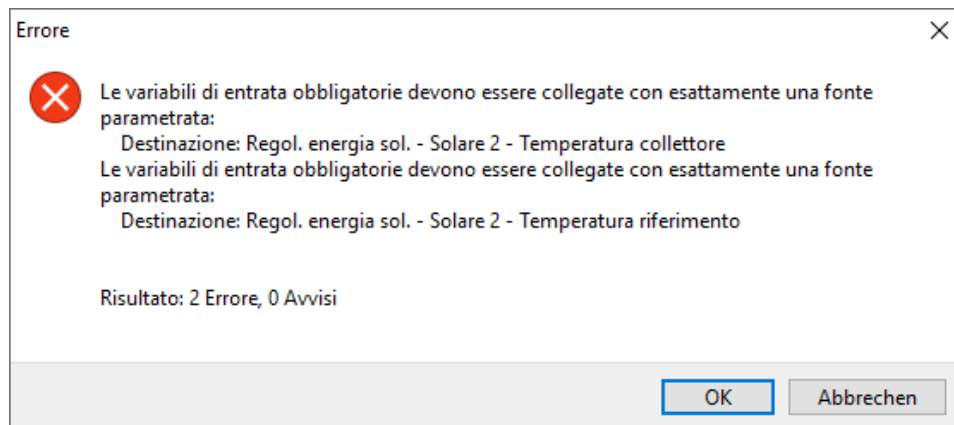 Errore
Le variabili di entrata obbligatorie devono essere collegate con esattamente una fonte
parametrata:
Destinazione: Regol. energia sol. - Solare 2 - Temperatura collettore
Le variabili di entrata obbligatorie devono essere collegate con esattamente una fonte
parametrata:
Destinazione: Regol. energia sol. - Solare 2 - Temperatura riferimento
Risultato: 2 Errore, 0 Avvisi
OK
Abbrechen